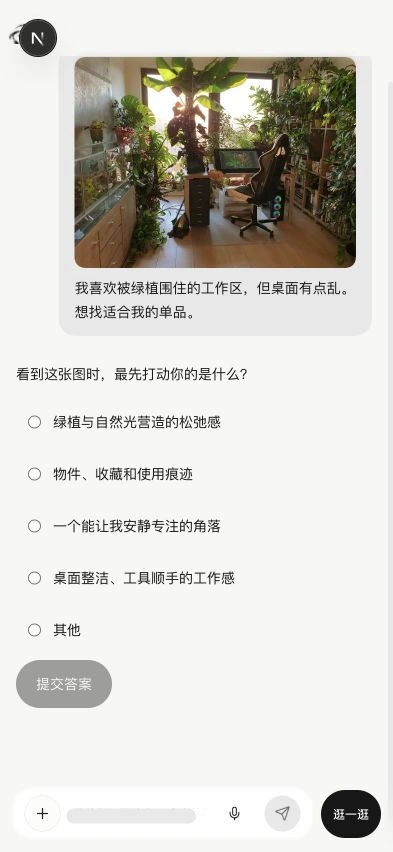 N
我喜欢被绿植围住的工作区，但桌面有点乱。
想找适合我的单品。
看到这张图时，最先打动你的是什么？
绿植与自然光营造的松弛感
物件、收藏和使用痕迹
一个能让我安静专注的角落
桌面整洁、工具顺手的工作感
其他
提交答案
逛一逛